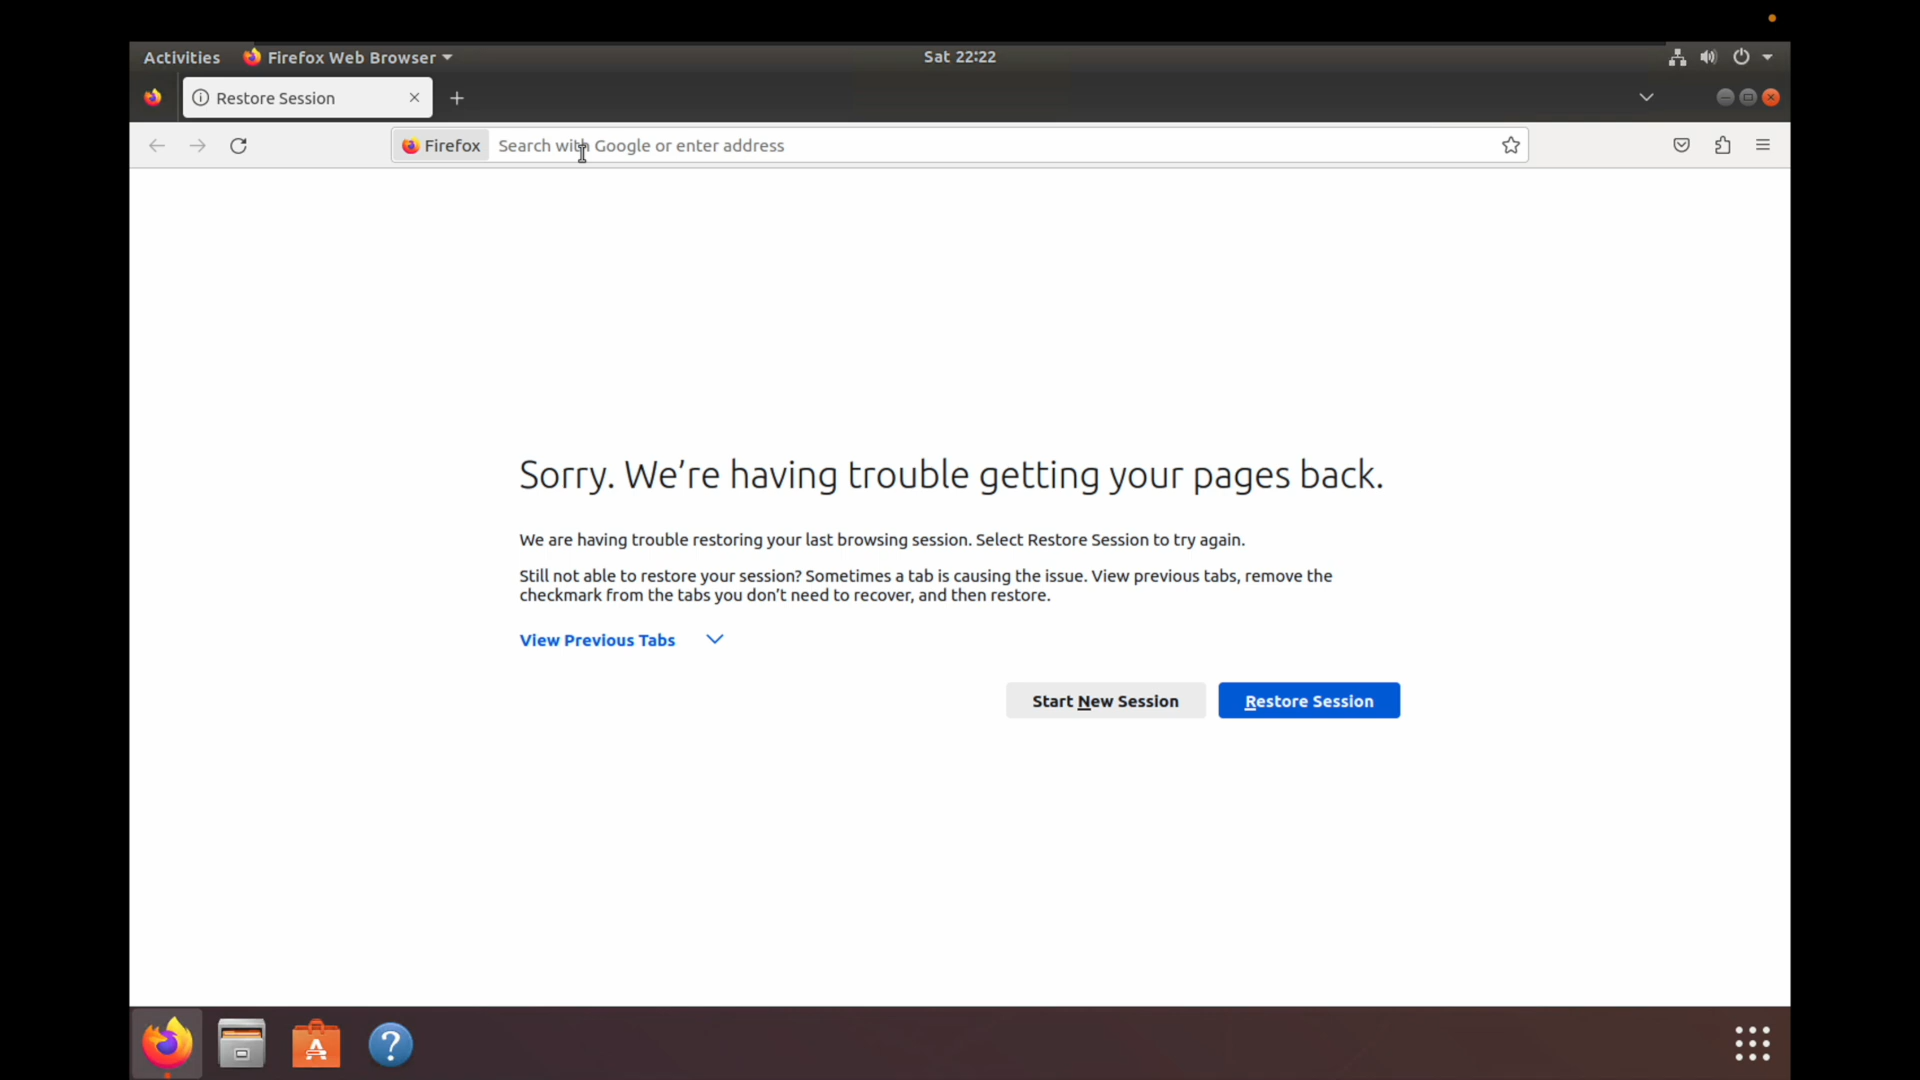 Activities Firefox Web Browser Sat 22:22
Restore Session
Firefox Search with Google or enter address
Sorry. We’re having trouble getting your pages back.
We are having trouble restoring your last browsing session. Select Restore Session to try again.
Still not able to restore your session? Sometimes a tab is causing the issue. View previous tabs, remove the
checkmark from the tabs you don’t need to recover, and then restore.
View Previous Tabs
Start New Session Restore Session